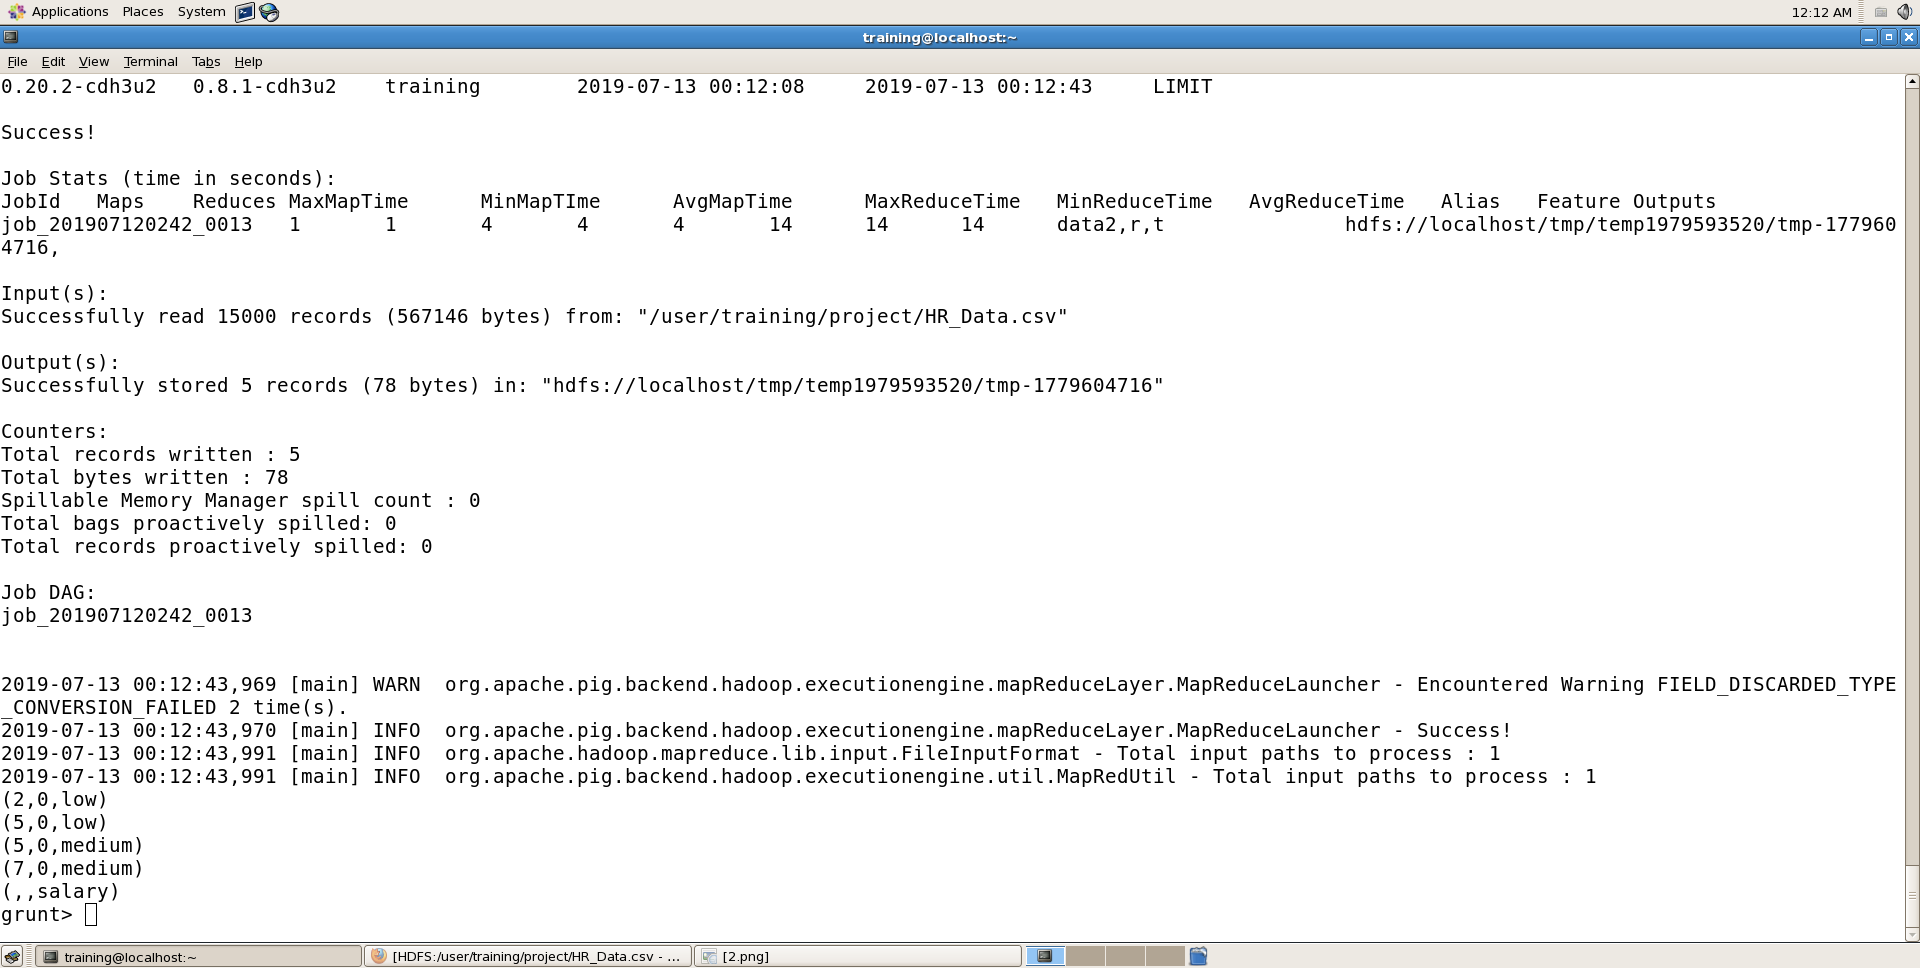 Applications Places System 12:12 AM
training@localhost:~
File Edit View Terminal Tabs Help
0.20.2-cdh3u2 0.8.1-cdh3u2 training 2019-07-13 00:12:08 2019-07-13 00:12:43 LIMIT
Success!
Job Stats (time in seconds):
JobId Maps Reduces MaxMapTime MinMapTIme AvgMapTime MaxReduceTime MinReduceTime AvgReduceTime Alias Feature Outputs
job_201907120242_0013 1 1 4 4 4 14 14 14 data2,r,t hdfs://localhost/tmp/temp1979593520/tmp-177960
4716,
Input(s):
Successfully read 15000 records (567146 bytes) from: "/user/training/project/HR_Data.csv"
Output(s):
Successfully stored 5 records (78 bytes) in: "hdfs://localhost/tmp/temp1979593520/tmp-1779604716"
Counters:
Total records written : 5
Total bytes written : 78
Spillable Memory Manager spill count : 0
Total bags proactively spilled: 0
Total records proactively spilled: 0
Job DAG:
job_201907120242_0013
2019-07-13 00:12:43,969 [main] WARN org.apache.pig.backend.hadoop.executionengine.mapReduceLayer.MapReduceLauncher - Encountered Warning FIELD_DISCARDED_TYPE
_CONVERSION_FAILED 2 time(s).
2019-07-13 00:12:43,970 [main] INFO org.apache.pig.backend.hadoop.executionengine.mapReduceLayer.MapReduceLauncher - Success!
2019-07-13 00:12:43,991 [main] INFO org.apache.hadoop.mapreduce.lib.input.FileInputFormat - Total input paths to process : 1
2019-07-13 00:12:43,991 [main] INFO org.apache.pig.backend.hadoop.executionengine.util.MapRedUtil - Total input paths to process : 1
(2,0,low)
(5,0,low)
(5,0,medium)
(7,0,medium)
(,,salary)
grunt>
training@localhost:~ [HDFS:/user/training/project/HR_Data.csv - ... [2.png]